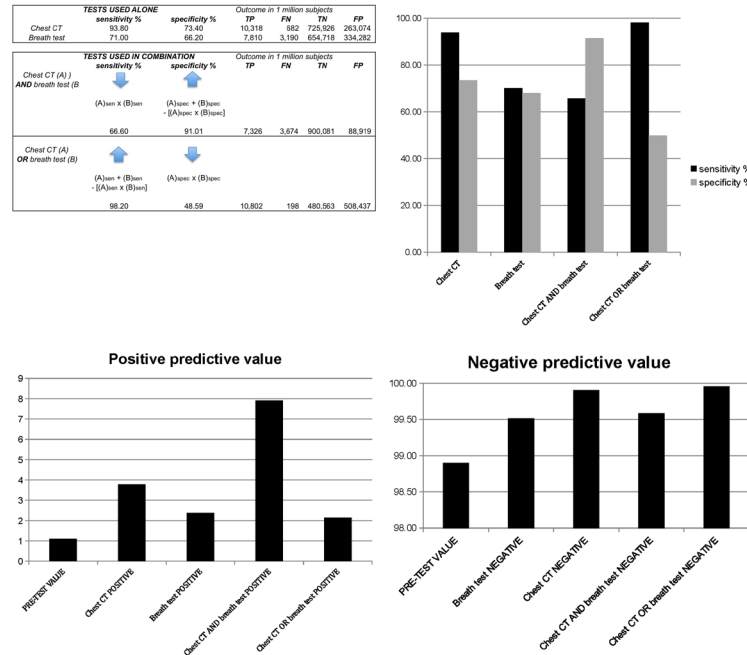 TESTS USED ALONE Outcome in 1 million subjects
sensitivity % specificity % TP FN TN FP
Chest CT 93.80 73.40 10,318 682 725,926 263,074
Breath test 71.00 66.20 7,810 3,190 654,718 334,282
TESTS USED IN COMBINATION Outcome in 1 million subjects
sensitivity % specificity % TP FN TN FP
Chest CT (A) )
AND breath test (B
(A)sen x (B)sen (A)spec + (B)spec
- [(A)spec x (B)spec]
66.60 91.01 7,326 3,674 900,081 88,919
Chest CT (A)
OR breath test (B)
(A)sen + (B)sen (A)spec x (B)spec
- [(A)sen x (B)sen]
98.20 48.59 10,802 198 480,563 508,437
100.00
80.00
60.00
40.00
20.00
0.00
Chest CT
Breath test
Chest CT AND breath test
Chest CT OR breath test
sensitivity %
specificity %
Positive predictive value
9
8
7
6
5
4
3
2
1
0
PRE-TEST VALUE
Chest CT POSITIVE
Breath test POSITIVE
Chest CT AND breath test POSITIVE
Chest CT OR breath test POSITIVE
Negative predictive value
100.00
99.50
99.00
98.50
98.00
PRE-TEST VALUE
Breath test NEGATIVE
Chest CT NEGATIVE
Chest CT AND breath test NEGATIVE
Chest CT OR breath test NEGATIVE